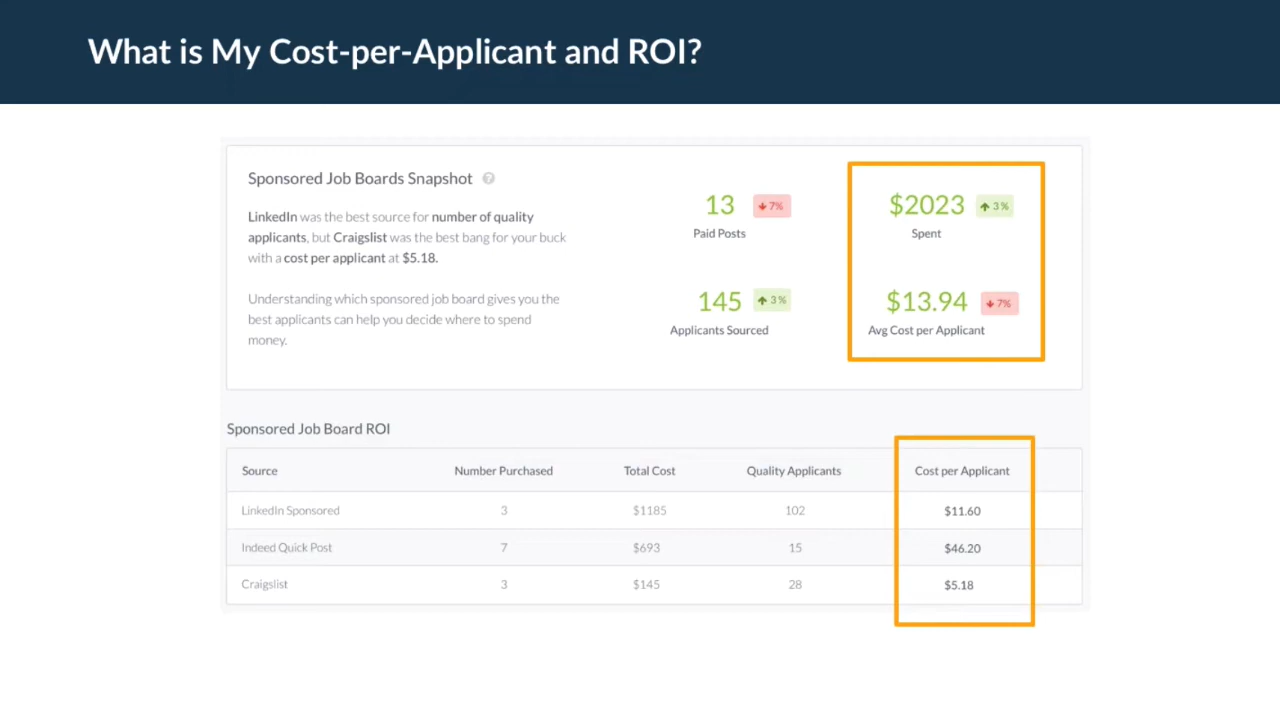 What is My Cost-per-Applicant and ROI?
Sponsored Job Boards Snapshot ?
LinkedIn was the best source for number of quality
applicants, but Craigslist was the best bang for your buck
with a cost per applicant at $5.18.
Understanding which sponsored job board gives you the
best applicants can help you decide where to spend
money.
13 7%
Paid Posts
$2023 3%
Spent
145 3%
Applicants Sourced
$13.94 7%
Avg Cost per Applicant
Sponsored Job Board ROI
Source Number Purchased Total Cost Quality Applicants Cost per Applicant
LinkedIn Sponsored 3 $1185 102 $11.60
Indeed Quick Post 7 $693 15 $46.20
Craigslist 3 $145 28 $5.18